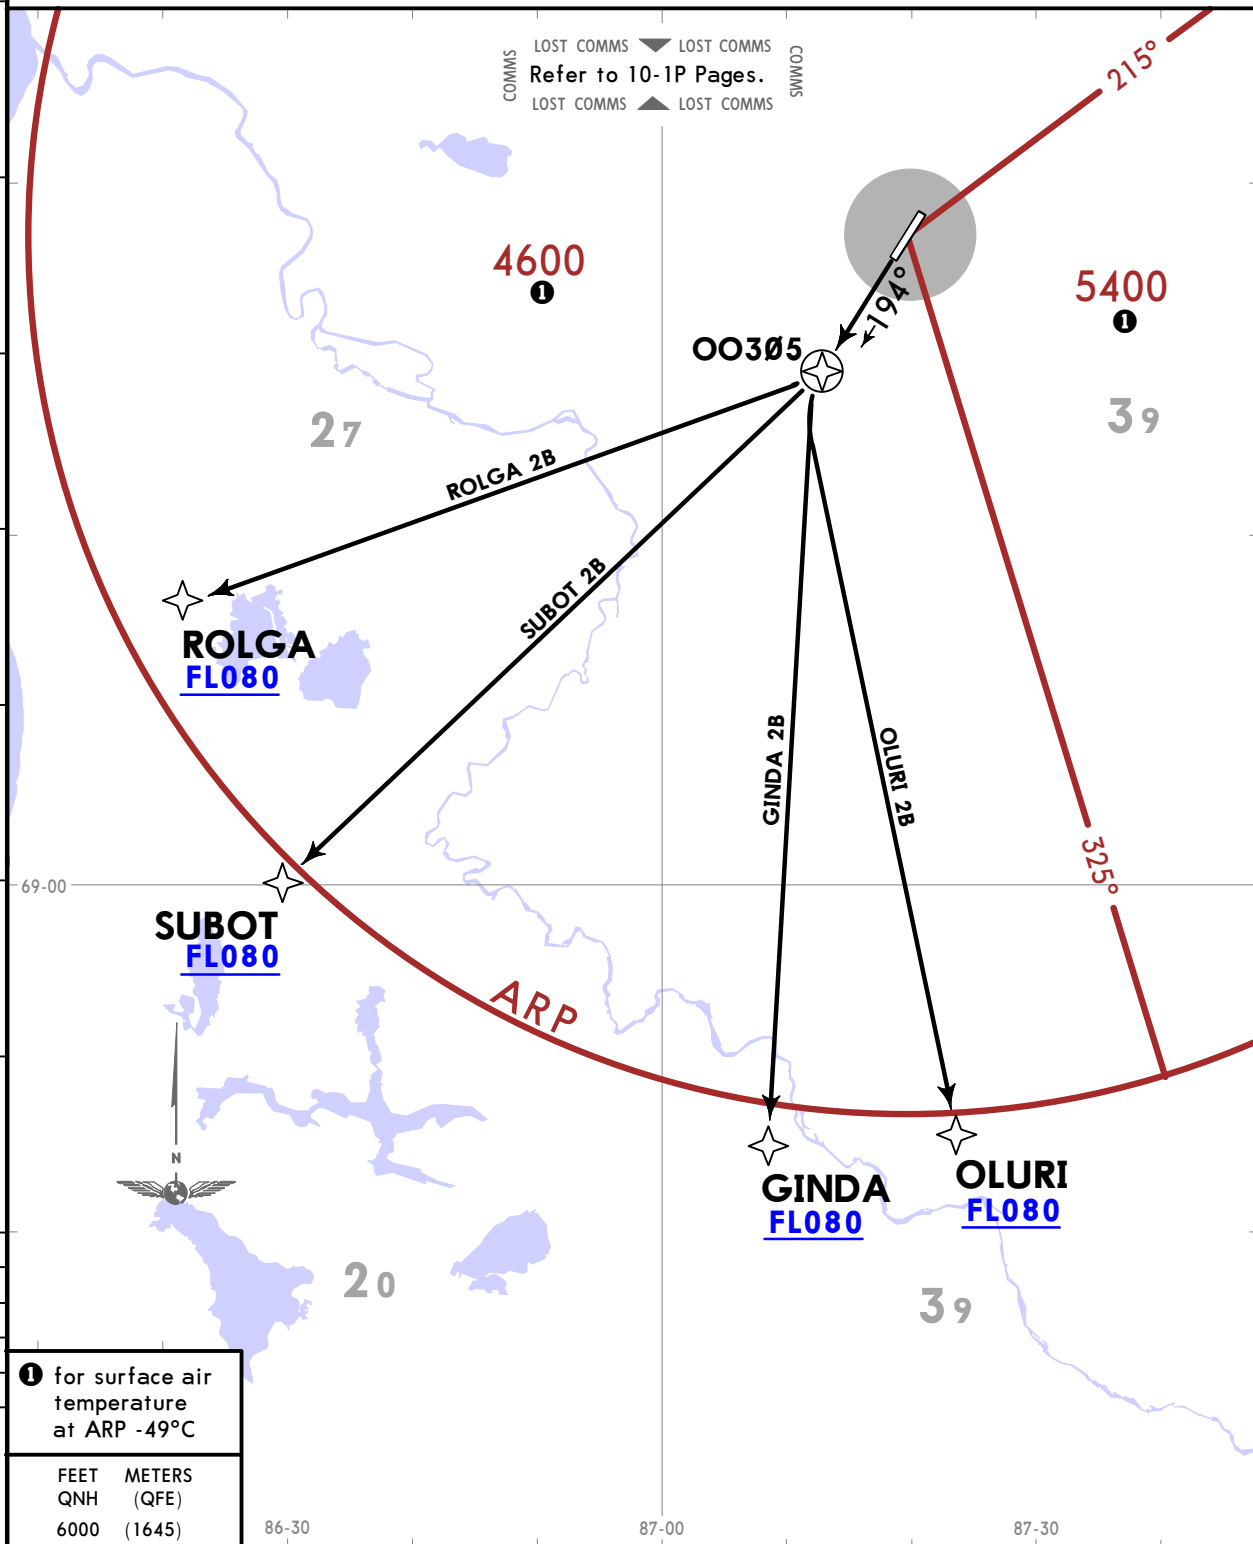 LOST COMMS LOST COMMS
COMMS Refer to 10-1P Pages. COMMS
LOST COMMS LOST COMMS
215°
4600
❶
5400
❶
194°
OO3Ø5
27
39
ROLGA 2B
SUBOT 2B
ROLGA
FL080
GINDA 2B
OLURI 2B
325°
69-00
SUBOT
FL080
ARP
N
GINDA
FL080
OLURI
FL080
20
39
❶ for surface air
temperature
at ARP -49°C
FEET METERS
QNH (QFE)
6000 (1645)
86-30 87-00 87-30